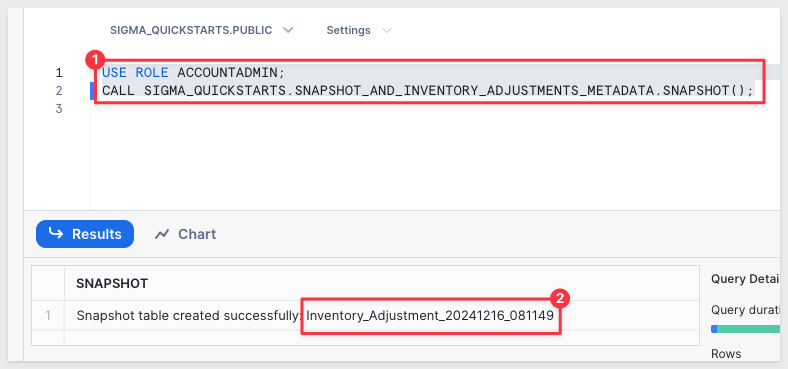 SIGMA_QUICKSTARTS.PUBLIC Settings
1
1 USE ROLE ACCOUNTADMIN;
2 CALL SIGMA_QUICKSTARTS.SNAPSHOT_AND_INVENTORY_ADJUSTMENTS_METADATA.SNAPSHOT();
3
Results Chart
SNAPSHOT Query Detai
2
1 Snapshot table created successfully: Inventory_Adjustment_20241216_081149 Query durati
Rows